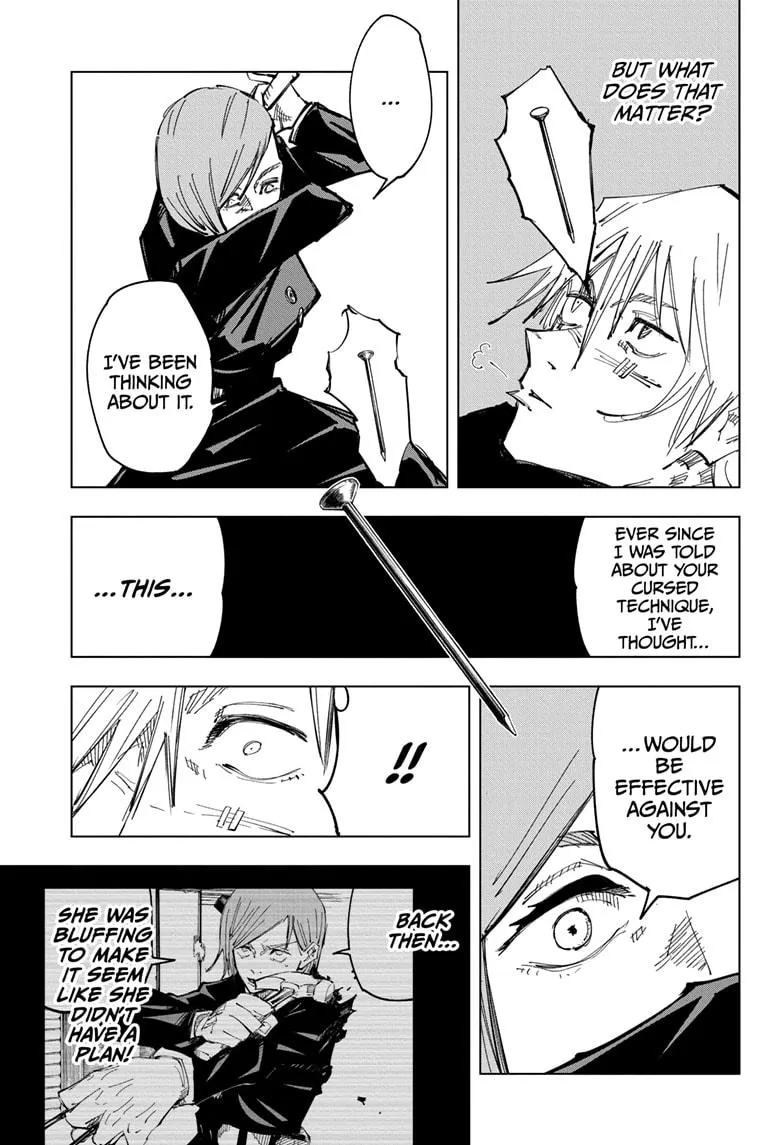 BUT WHAT
DOES THAT
MATTER?
...
I'VE BEEN
THINKING
ABOUT IT.
EVER SINCE
I WAS TOLD
ABOUT YOUR
CURSED
TECHNIQUE,
I'VE
THOUGHT...
...THIS...
...WOULD
BE
EFFECTIVE
AGAINST
YOU.
!!
BACK
THEN...
SHE WAS
BLUFFING
TO MAKE
IT SEEM
LIKE SHE
DIDN'T
HAVE A
PLAN!